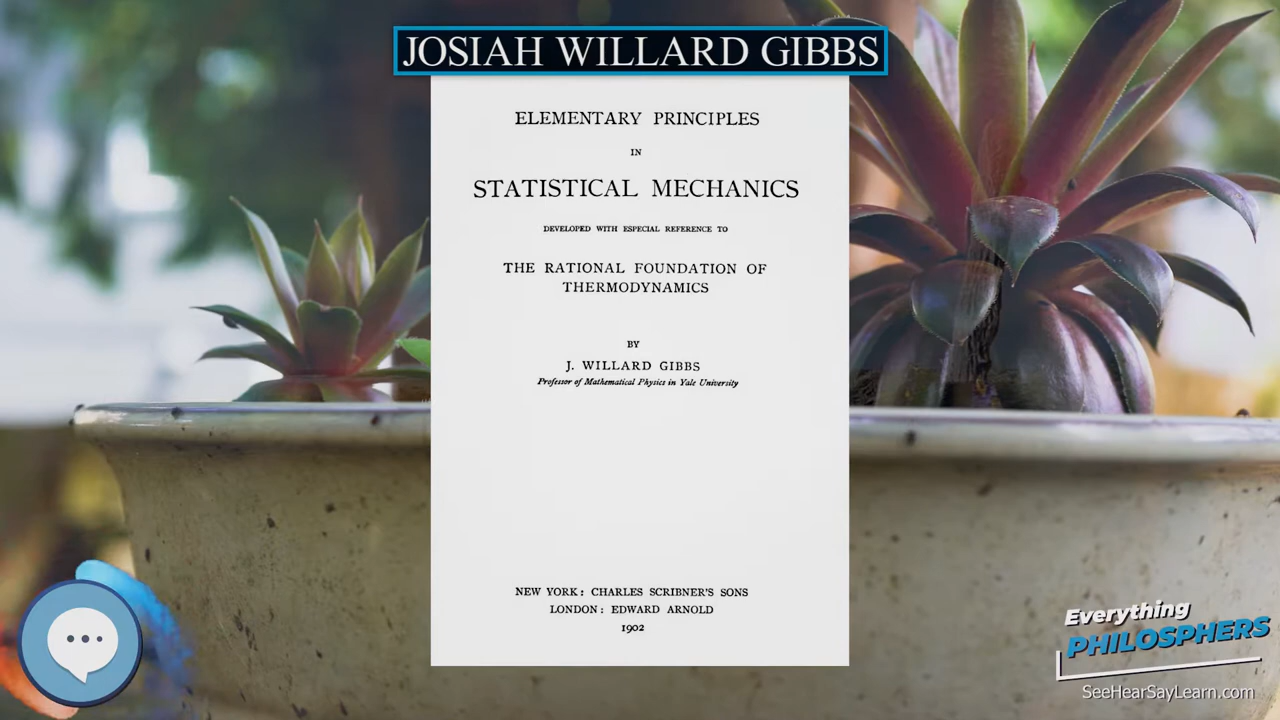 JOSIAH WILLARD GIBBS
ELEMENTARY PRINCIPLES
IN
STATISTICAL MECHANICS
DEVELOPED WITH ESPECIAL REFERENCE TO
THE RATIONAL FOUNDATION OF
THERMODYNAMICS
BY
J. WILLARD GIBBS
Professor of Mathematical Physics in Yale University
NEW YORK: CHARLES SCRIBNER'S SONS
LONDON: EDWARD ARNOLD
1902
Everything
PHILOSPHERS
SeeHearSayLearn.com